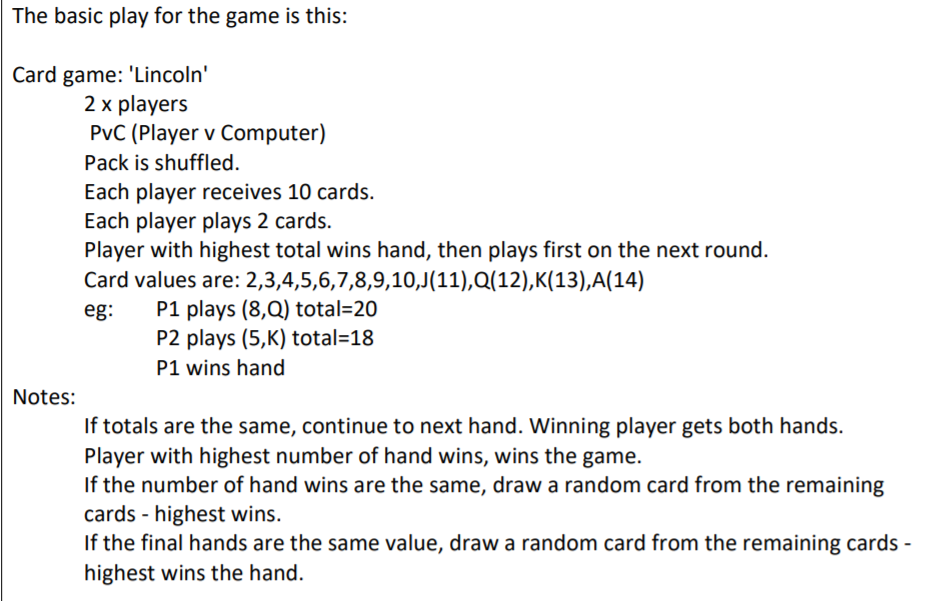 The basic play for the game is this:
Card game: 'Lincoln'
2 x players
PvC (Player v Computer)
Pack is shuffled.
Each player receives 10 cards.
Each player plays 2 cards.
Player with highest total wins hand, then plays first on the next round.
Card values are: 2,3,4,5,6,7,8,9,10,J(11),Q(12),K(13),A(14)
eg: P1 plays (8,Q) total=20
P2 plays (5,K) total=18
P1 wins hand
Notes:
If totals are the same, continue to next hand. Winning player gets both hands.
Player with highest number of hand wins, wins the game.
If the number of hand wins are the same, draw a random card from the remaining
cards - highest wins.
If the final hands are the same value, draw a random card from the remaining cards -
highest wins the hand.